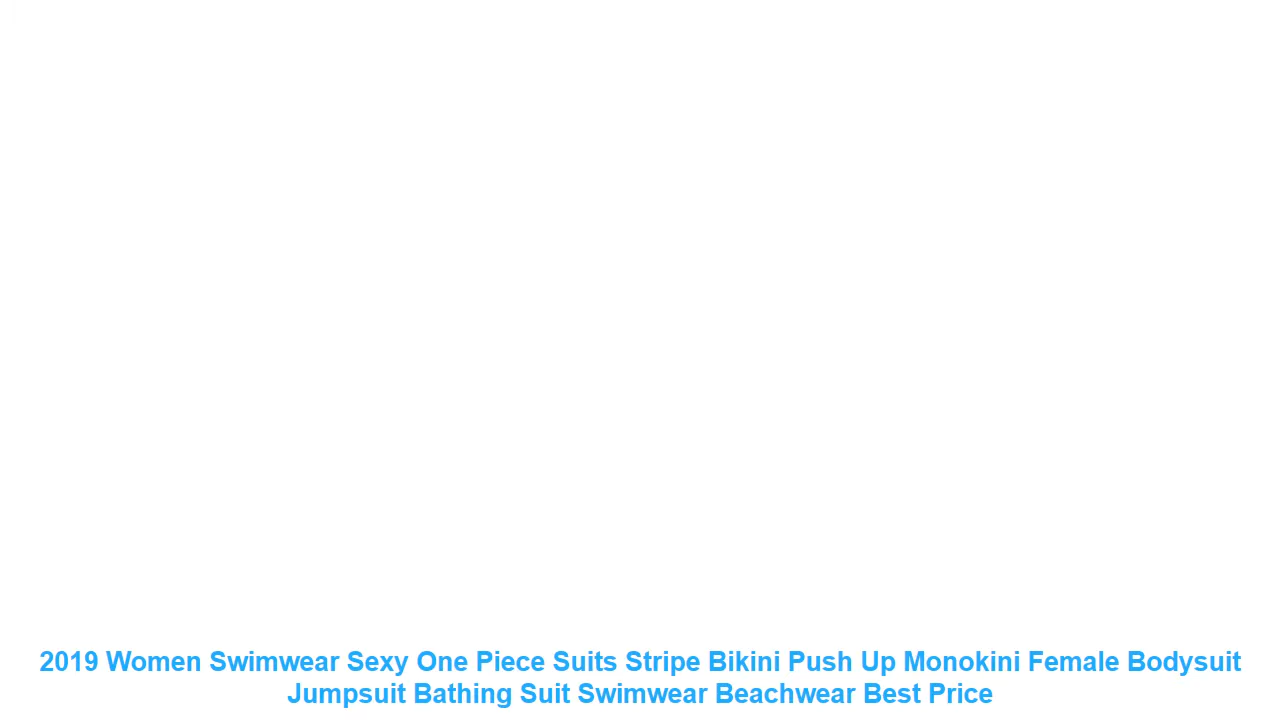 2019 Women Swimwear Sexy One Piece Suits Stripe Bikini Push Up Monokini Female Bodysuit
Jumpsuit Bathing Suit Swimwear Beachwear Best Price